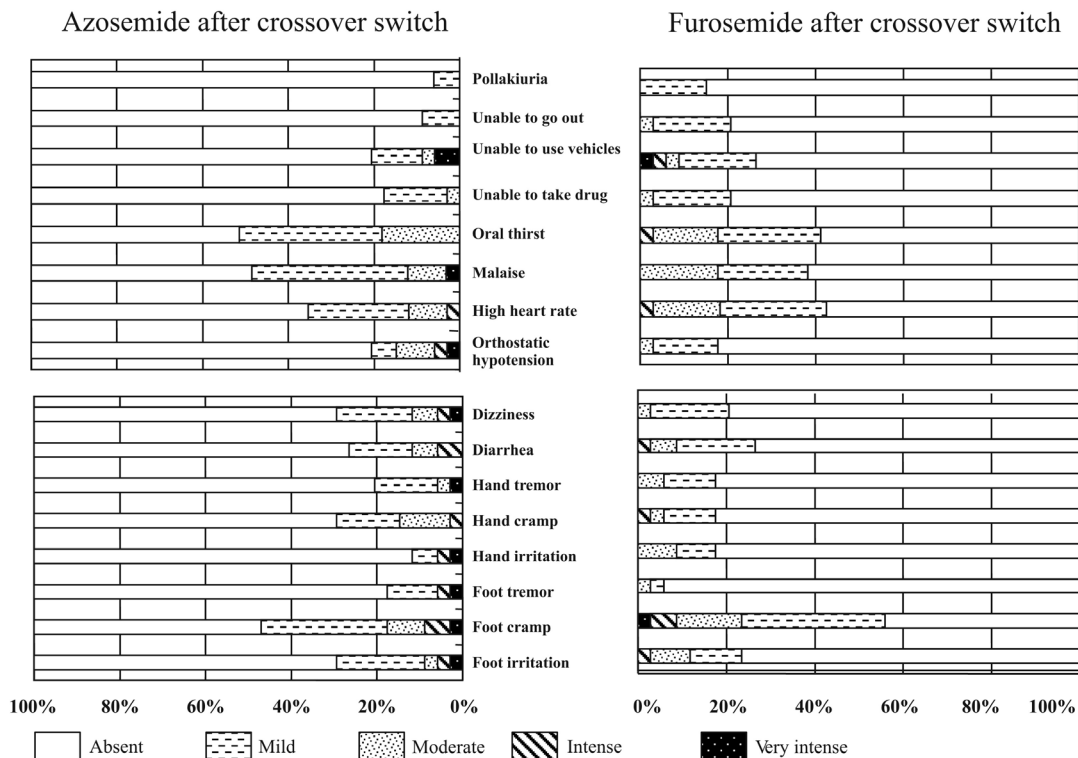 Azosemide after crossover switch
Furosemide after crossover switch
Pollakiuria
Unable to go out
Unable to use vehicles
Unable to take drug
Oral thirst
Malaise
High heart rate
Orthostatic
hypotension
Dizziness
Diarrhea
Hand tremor
Hand cramp
Hand irritation
Foot tremor
Foot cramp
Foot irritation
100% 80% 60% 40% 20% 0%
0% 20% 40% 60% 80% 100%
Absent Mild Moderate Intense Very intense